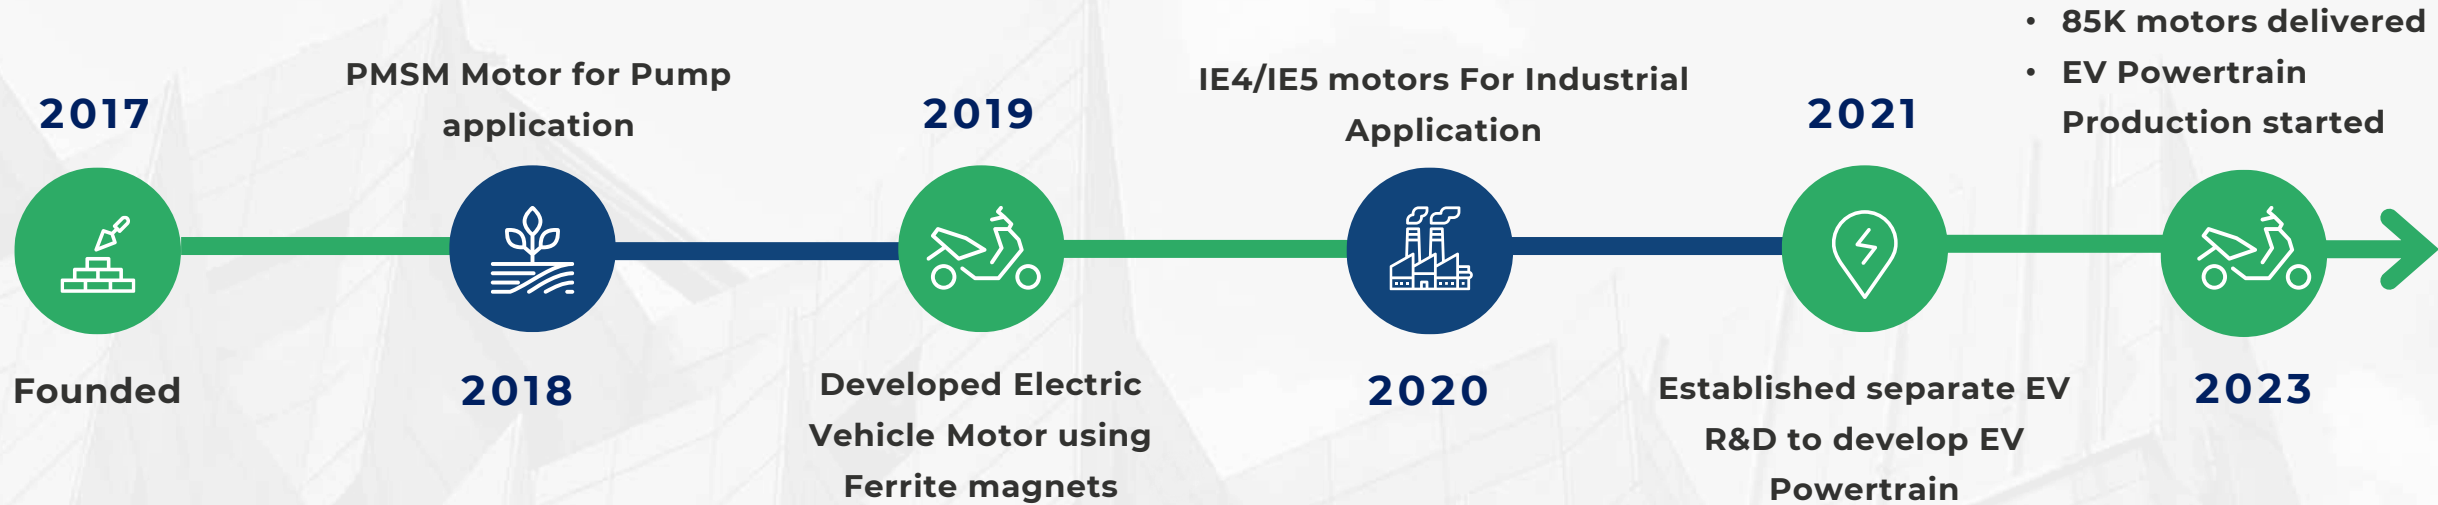 2017
Founded
PMSM Motor for Pump
application
2018
2019
Developed Electric
Vehicle Motor using
Ferrite magnets
IE4/IE5 motors For Industrial
Application
2020
2021
Established separate EV
R&D to develop EV
Powertrain
• 85K motors delivered
• EV Powertrain
Production started
2023